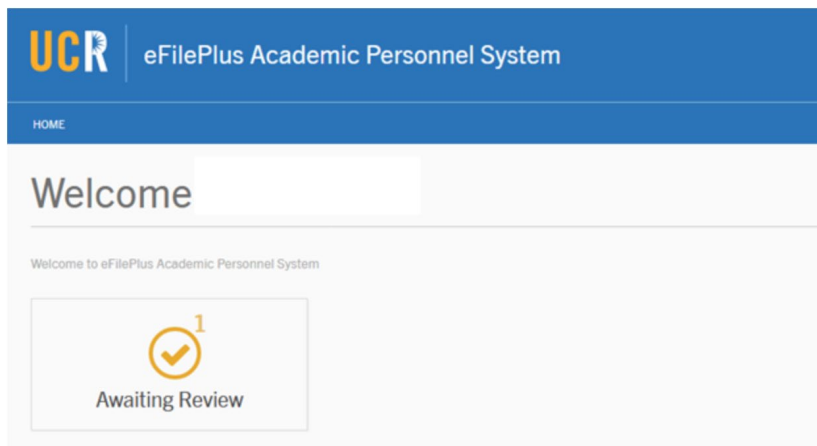 UCR eFilePlus Academic Personnel System
HOME
Welcome
Welcome to eFilePlus Academic Personnel System
1
Awaiting Review